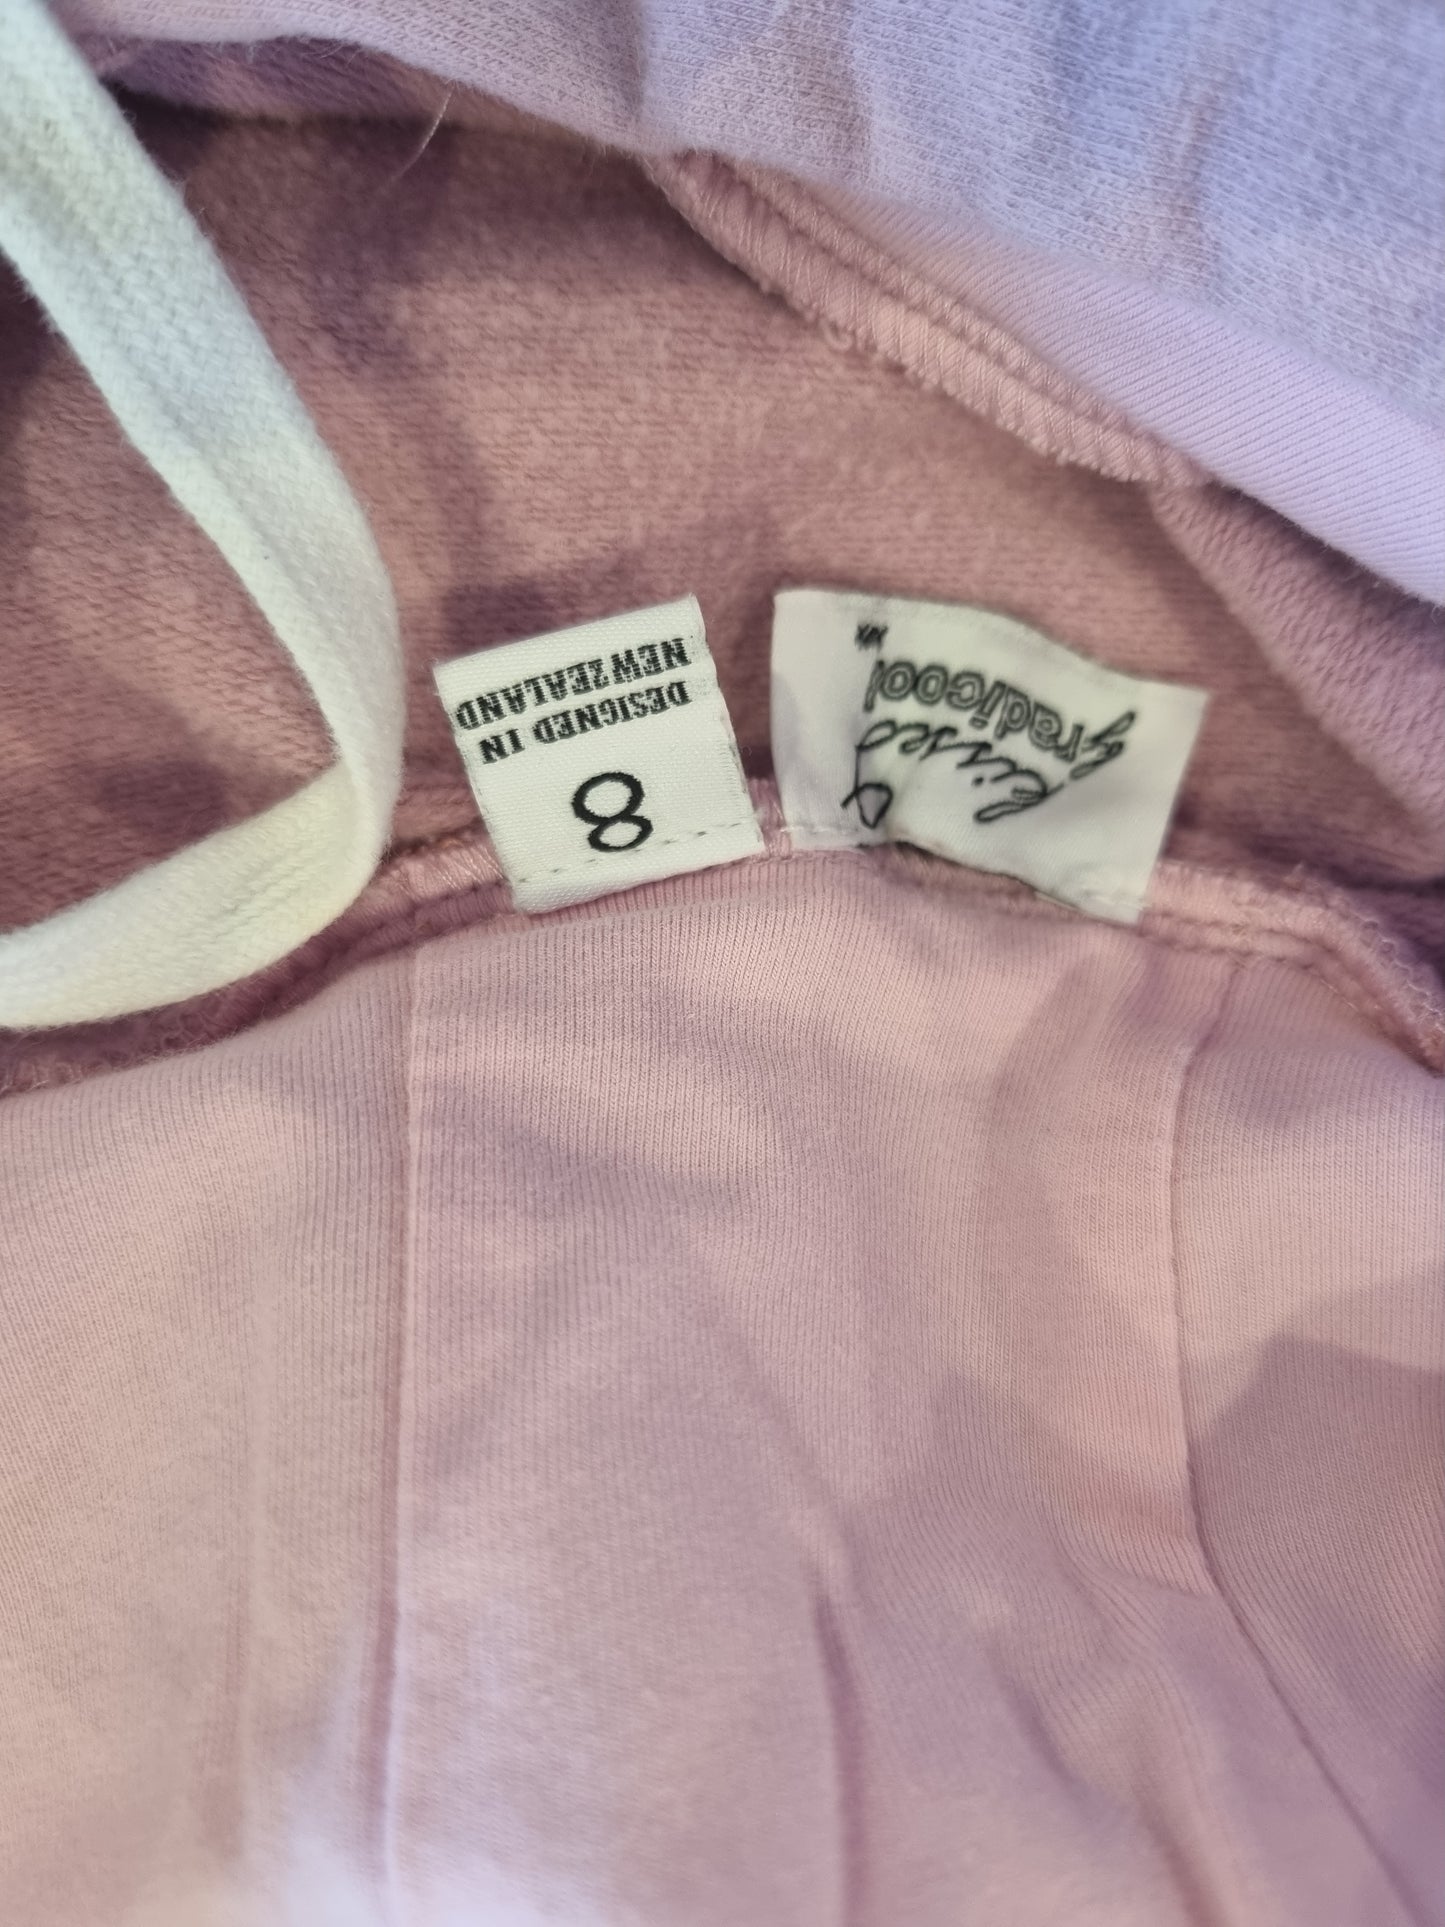 8
DESIGNED IN
NEW ZEALAND
kissed
by radicool